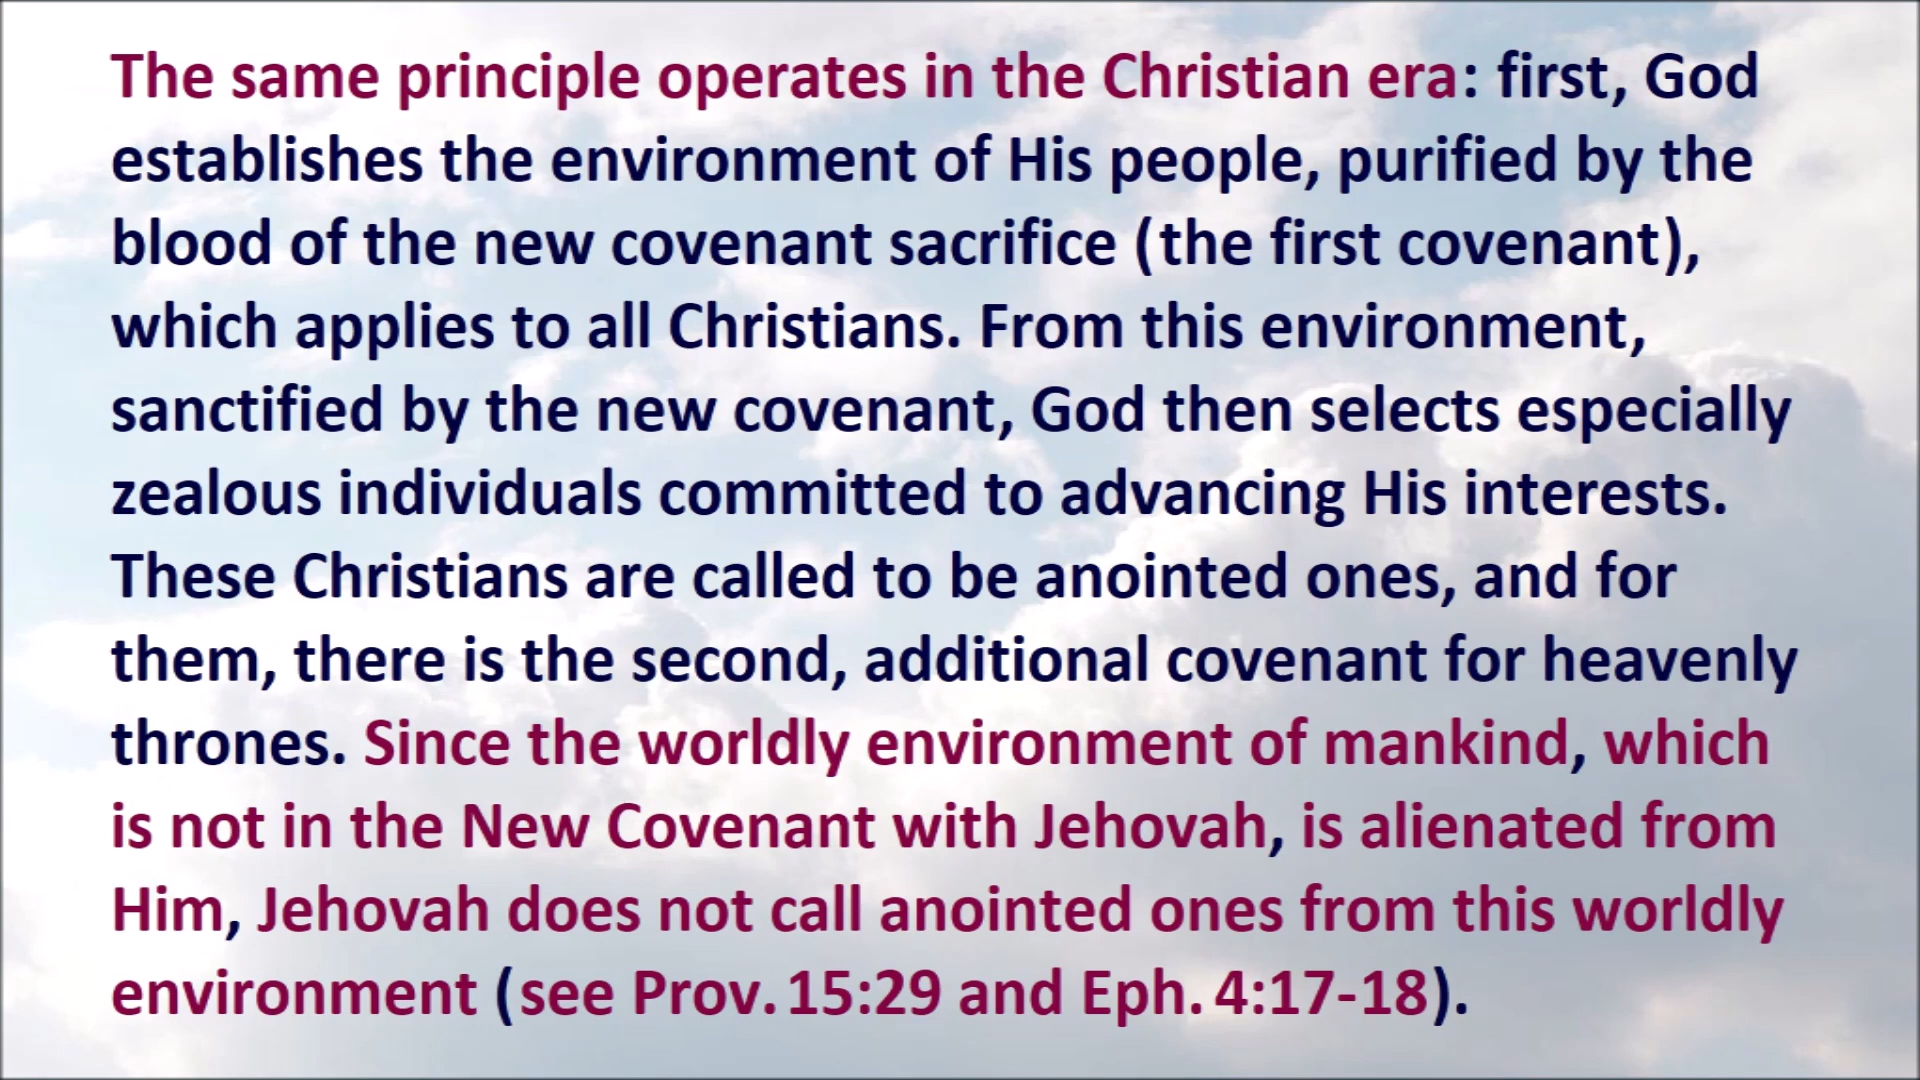 The same principle operates in the Christian era: first, God
establishes the environment of His people, purified by the
blood of the new covenant sacrifice (the first covenant),
which applies to all Christians. From this environment,
sanctified by the new covenant, God then selects especially
zealous individuals committed to advancing His interests.
These Christians are called to be anointed ones, and for
them, there is the second, additional covenant for heavenly
thrones. Since the worldly environment of mankind, which
is not in the New Covenant with Jehovah, is alienated from
Him, Jehovah does not call anointed ones from this worldly
environment (see Prov. 15:29 and Eph. 4:17-18).